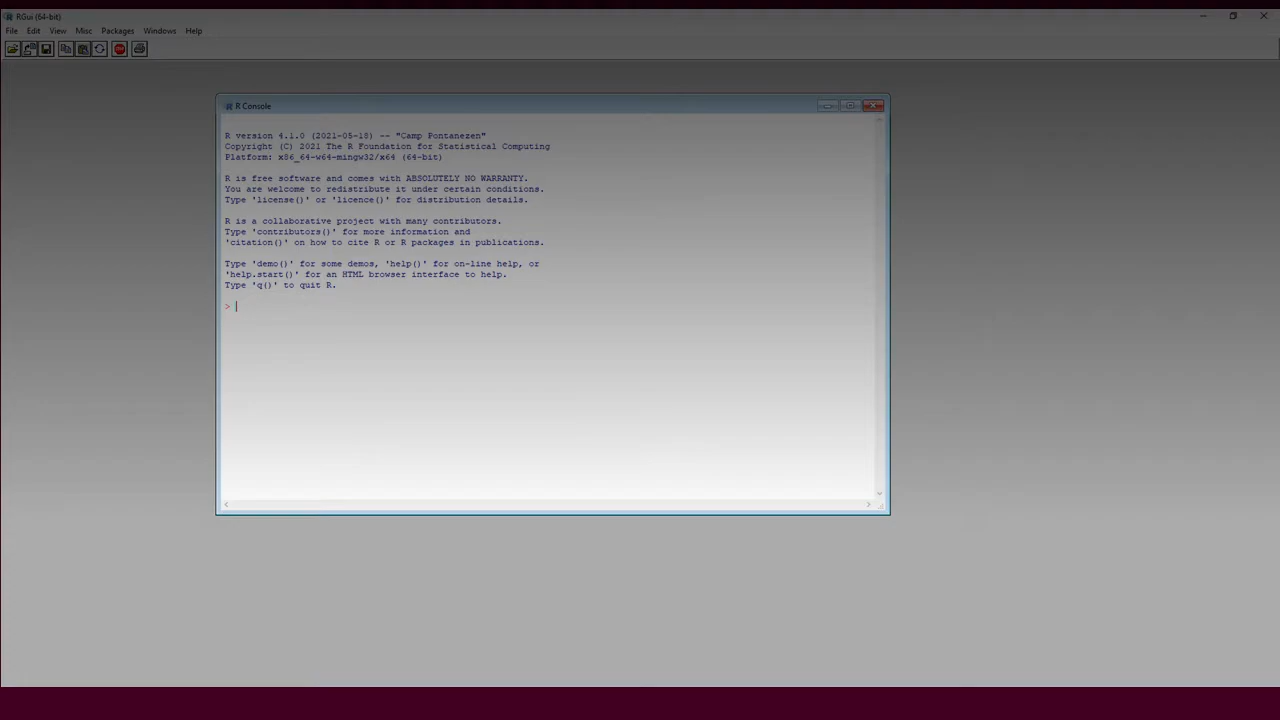 RGui (64-bit)
File Edit View Misc Packages Windows Help
STOP
R Console
R version 4.1.0 (2021-05-18) -- "Camp Pontanezen"
Copyright (C) 2021 The R Foundation for Statistical Computing
Platform: x86_64-w64-mingw32/x64 (64-bit)
R is free software and comes with ABSOLUTELY NO WARRANTY.
You are welcome to redistribute it under certain conditions.
Type 'license()' or 'licence()' for distribution details.
R is a collaborative project with many contributors.
Type 'contributors()' for more information and
'citation()' on how to cite R or R packages in publications.
Type 'demo()' for some demos, 'help()' for on-line help, or
'help.start()' for an HTML browser interface to help.
Type 'q()' to quit R.
>